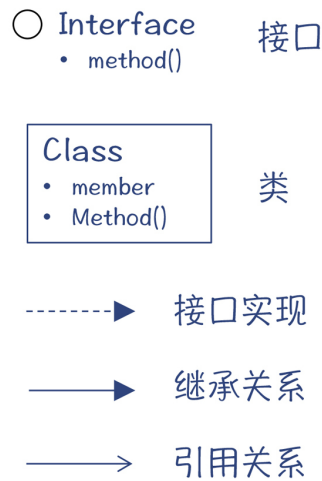 Interface 接口
• method()
Class
• member
类
• Method()
接口实现
继承关系
引用关系